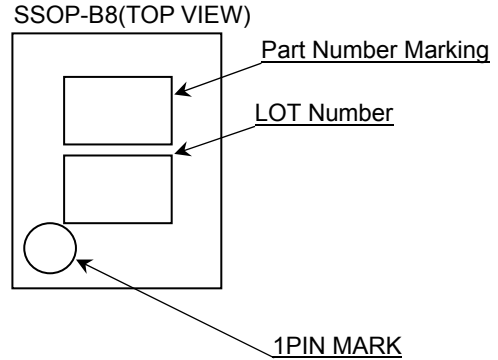 SSOP-B8(TOP VIEW)
Part Number Marking
LOT Number
1PIN MARK